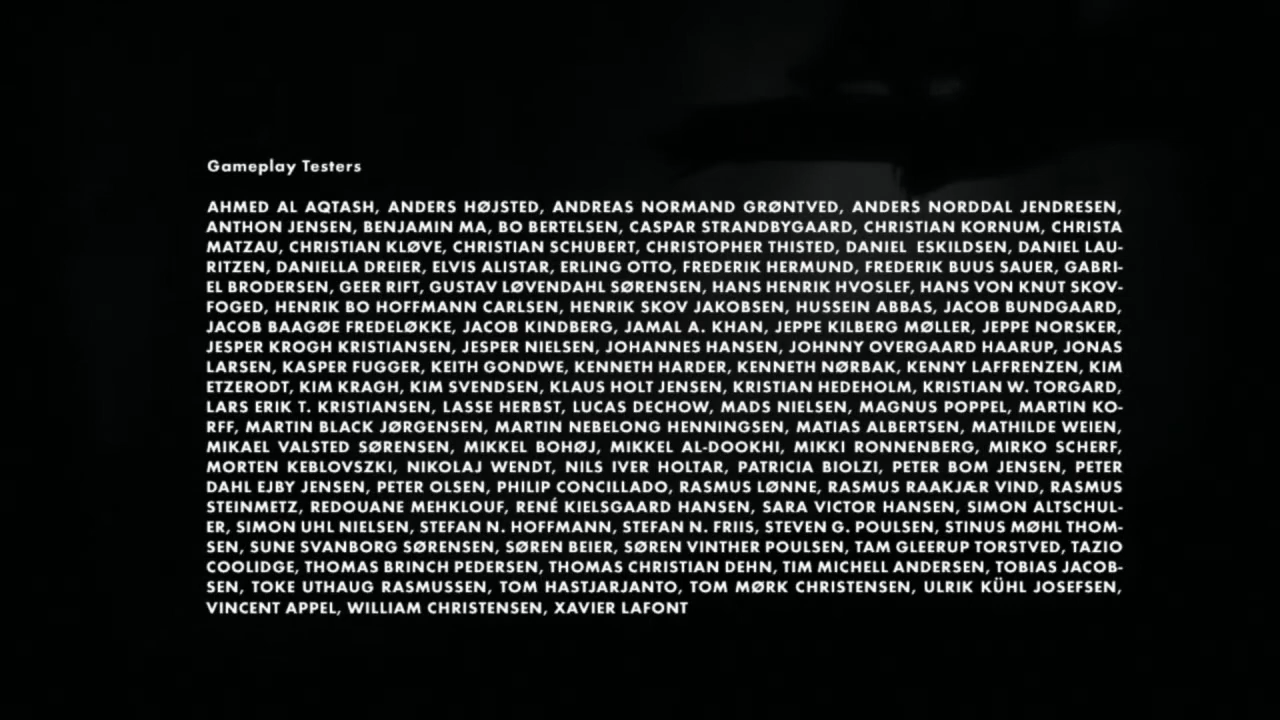 Gameplay Testers
AHMED AL AQTASH, ANDERS HØJSTED, ANDREAS NORMAND GRØNTVED, ANDERS NORDDAL JENDRESEN,
ANTHON JENSEN, BENJAMIN MA, BO BERTELSEN, CASPAR STRANDBYGAARD, CHRISTIAN KORNUM, CHRISTA
MATZAU, CHRISTIAN KLØVE, CHRISTIAN SCHUBERT, CHRISTOPHER THISTED, DANIEL ESKILDSEN, DANIEL LAU-
RITZEN, DANIELLA DREIER, ELVIS ALISTAR, ERLING OTTO, FREDERIK HERMUND, FREDERIK BUUS SAUER, GABRI-
EL BRODERSEN, GEER RIFT, GUSTAV LØVENDAHL SØRENSEN, HANS HENRIK HVOSLEF, HANS VON KNUT SKOV-
FOGED, HENRIK BO HOFFMANN CARLSEN, HENRIK SKOV JAKOBSEN, HUSSEIN ABBAS, JACOB BUNDGAARD,
JACOB BAAGØE FREDELØKKE, JACOB KINDBERG, JAMAL A. KHAN, JEPPE KILBERG MØLLER, JEPPE NORSKER,
JESPER KROGH KRISTIANSEN, JESPER NIELSEN, JOHANNES HANSEN, JOHNNY OVERGAARD HAARUP, JONAS
LARSEN, KASPER FUGGER, KEITH GONDWE, KENNETH HARDER, KENNETH NØRBAK, KENNY LAFFRENZEN, KIM
ETZERODT, KIM KRAGH, KIM SVENDSEN, KLAUS HOLT JENSEN, KRISTIAN HEDEHOLM, KRISTIAN W. TORGARD,
LARS ERIK T. KRISTIANSEN, LASSE HERBST, LUCAS DECHOW, MADS NIELSEN, MAGNUS POPPEL, MARTIN KO-
RFF, MARTIN BLACK JØRGENSEN, MARTIN NEBELONG HENNINGSEN, MATIAS ALBERTSEN, MATHILDE WEIEN,
MIKAEL VALSTED SØRENSEN, MIKKEL BOHØJ, MIKKEL AL-DOOKHI, MIKKI RONNENBERG, MIRKO SCHERF,
MORTEN KEBLOVSZKI, NIKOLAJ WENDT, NILS IVER HOLTAR, PATRICIA BIOLZI, PETER BOM JENSEN, PETER
DAHL EJBY JENSEN, PETER OLSEN, PHILIP CONCILLADO, RASMUS LØNNE, RASMUS RAAKJÆR VIND, RASMUS
STEINMETZ, REDOUANE MEHKLOUF, RENÉ KIELSGAARD HANSEN, SARA VICTOR HANSEN, SIMON ALTSCHUL-
ER, SIMON UHL NIELSEN, STEFAN N. HOFFMANN, STEFAN N. FRIIS, STEVEN G. POULSEN, STINUS MØHL THOM-
SEN, SUNE SVANBORG SØRENSEN, SØREN BEIER, SØREN VINTHER POULSEN, TAM GLEERUP TORSTVED, TAZIO
COOLIDGE, THOMAS BRINCH PEDERSEN, THOMAS CHRISTIAN DEHN, TIM MICHELL ANDERSEN, TOBIAS JACOB-
SEN, TOKE UTHAUG RASMUSSEN, TOM HASTJARJANTO, TOM MØRK CHRISTENSEN, ULRIK KÜHL JOSEFSEN,
VINCENT APPEL, WILLIAM CHRISTENSEN, XAVIER LAFONT